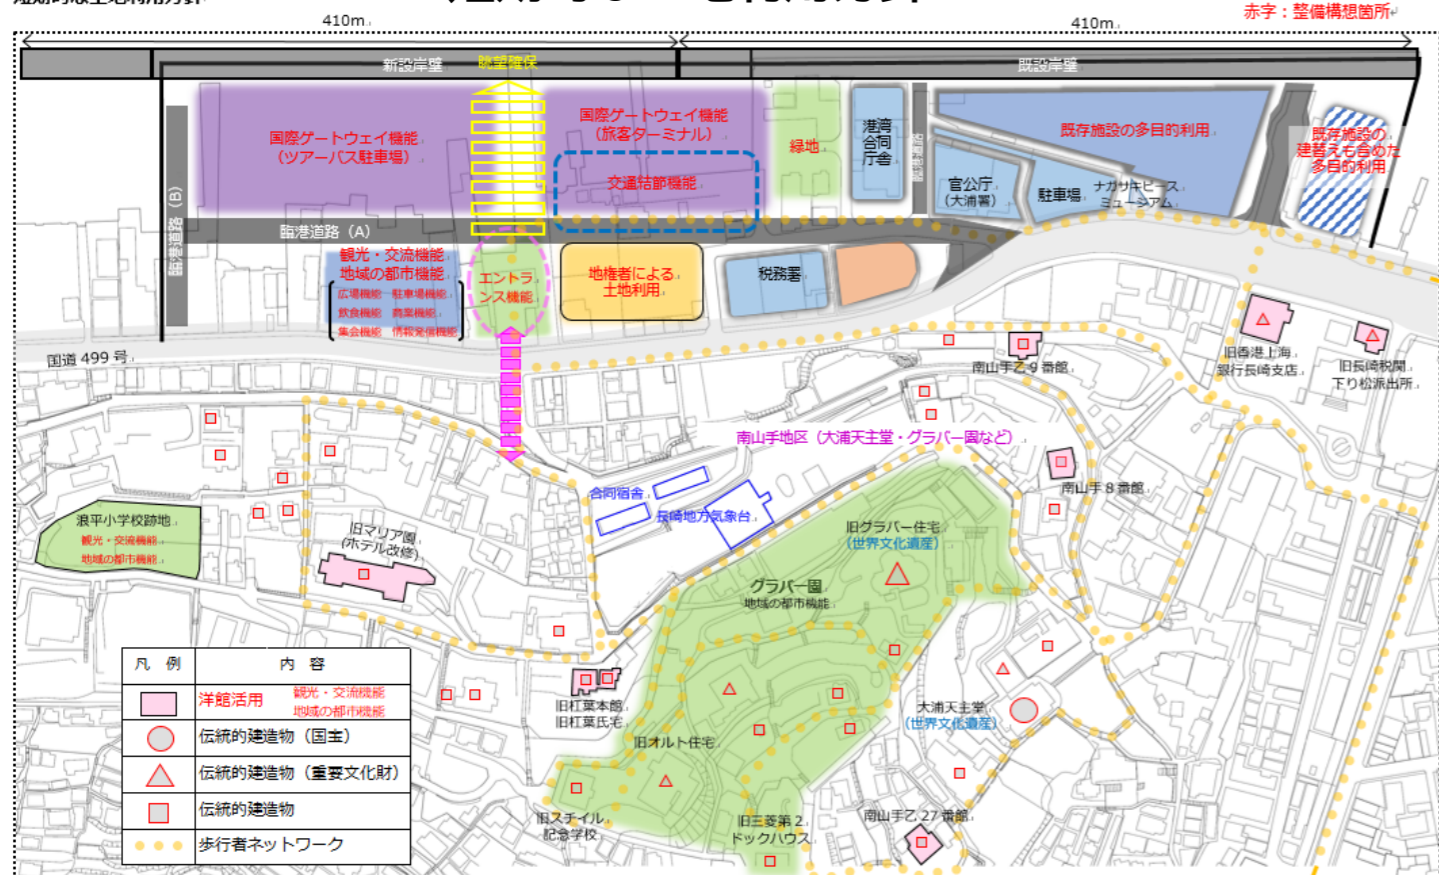 410m
410m
赤字：整備構想箇所
新設岸壁
眺望確保
既設岸壁
国際ゲートウェイ機能
（ツアーバス駐車場）
国際ゲートウェイ機能
（旅客ターミナル）
交通結節機能
緑地
港湾
合同
庁舎
臨港道路
既存施設の多目的利用
既存施設の
建替えも含めた
多目的利用
官公庁
（大浦署）
駐車場
ナガサキピース
ミュージアム
臨港道路（B）
臨港道路（A）
観光・交流機能
地域の都市機能
広場機能　駐車場機能
飲食機能　商業機能
集会機能　情報発信機能
エントラ
ンス機能
地権者による
土地利用
税務署
国道 499 号
南山手乙 9 番館
旧香港上海
銀行長崎支店
旧長崎税関
下り松派出所
南山手地区（大浦天主堂・グラバー園など）
南山手 8 番館
合同宿舎
長崎地方気象台
浪平小学校跡地
観光・交流機能
地域の都市機能
旧マリア園
（ホテル改修）
旧グラバー住宅
（世界文化遺産）
グラバー園
地域の都市機能
大浦天主堂
（世界文化遺産）
旧杠葉本館
旧杠葉氏宅
旧オルト住宅
旧スチイル
記念学校
旧三菱第２
ドックハウス
南山手乙 27 番館
凡　例
内　容
洋館活用
観光・交流機能
地域の都市機能
伝統的建造物（国宝）
伝統的建造物（重要文化財）
伝統的建造物
歩行者ネットワーク